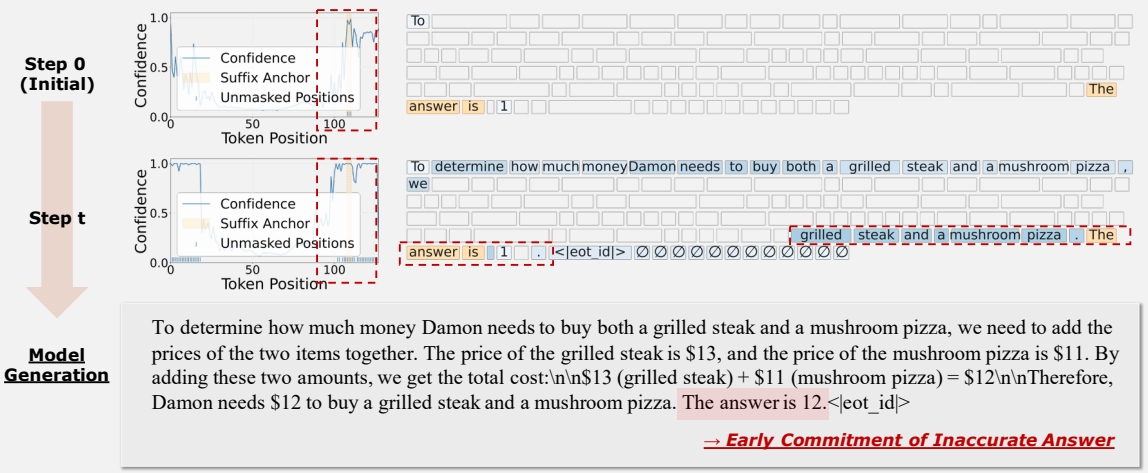 Step 0
(Initial)
1.0
0.5
0.0
Confidence
Confidence
Suffix Anchor
Unmasked Positions
0
50
100
Token Position
To
The
answer is 1
Step t
1.0
0.5
0.0
Confidence
Confidence
Suffix Anchor
Unmasked Positions
0
50
100
Token Position
To determine how much money Damon needs to buy both a grilled steak and a mushroom pizza ,
we
grilled steak and a mushroom pizza . The
answer is 1 . <|eot_id|> ∅ ∅ ∅ ∅ ∅ ∅ ∅ ∅ ∅ ∅ ∅ ∅
Model
Generation
To determine how much money Damon needs to buy both a grilled steak and a mushroom pizza, we need to add the
prices of the two items together. The price of the grilled steak is $13, and the price of the mushroom pizza is $11. By
adding these two amounts, we get the total cost:\n\n$13 (grilled steak) + $11 (mushroom pizza) = $12\n\nTherefore,
Damon needs $12 to buy a grilled steak and a mushroom pizza. The answer is 12.<|eot_id|>
→ Early Commitment of Inaccurate Answer